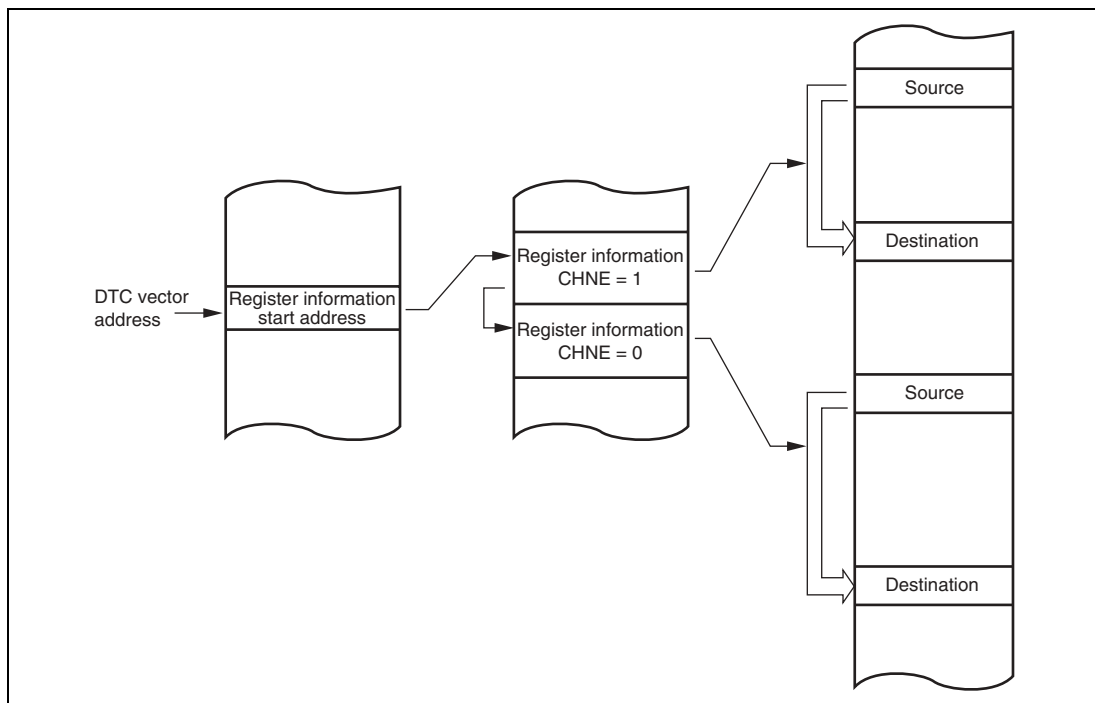 DTC vector
address
Register information
start address
Register information
CHNE = 1
Register information
CHNE = 0
Source
Destination
Source
Destination